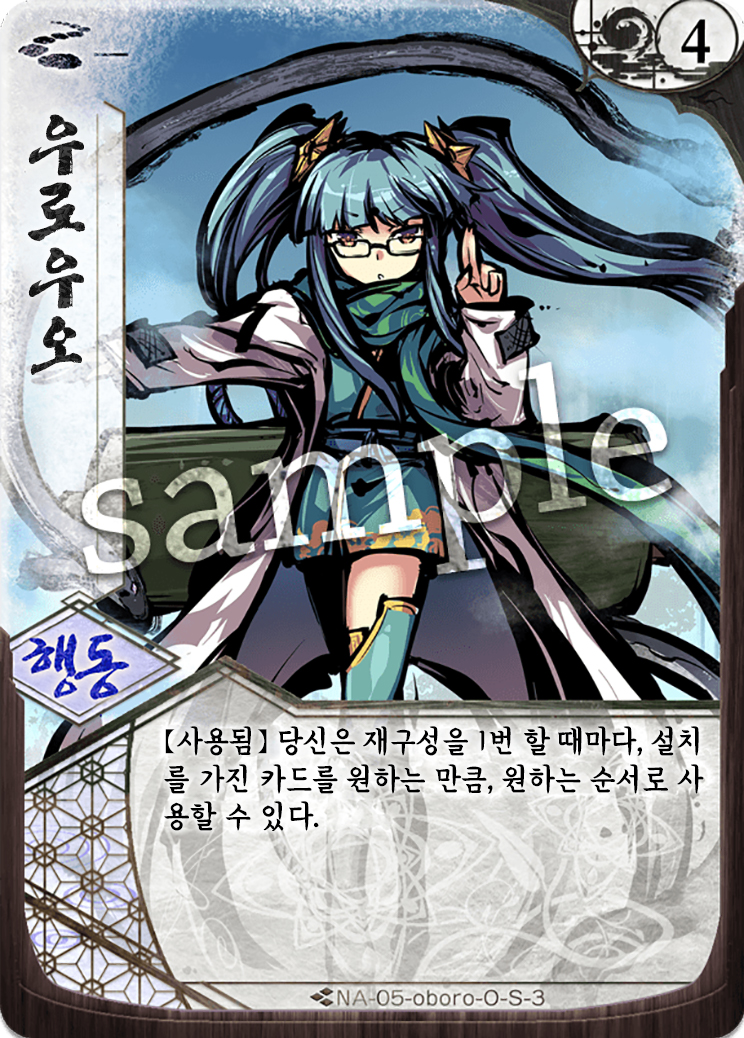 4
우로우오
sample
행동
【사용됨】 당신은 재구성을 1번 할 때마다, 설치
를 가진 카드를 원하는 만큼, 원하는 순서로 사
용할 수 있다.
NA-05-oboro-O-S-3